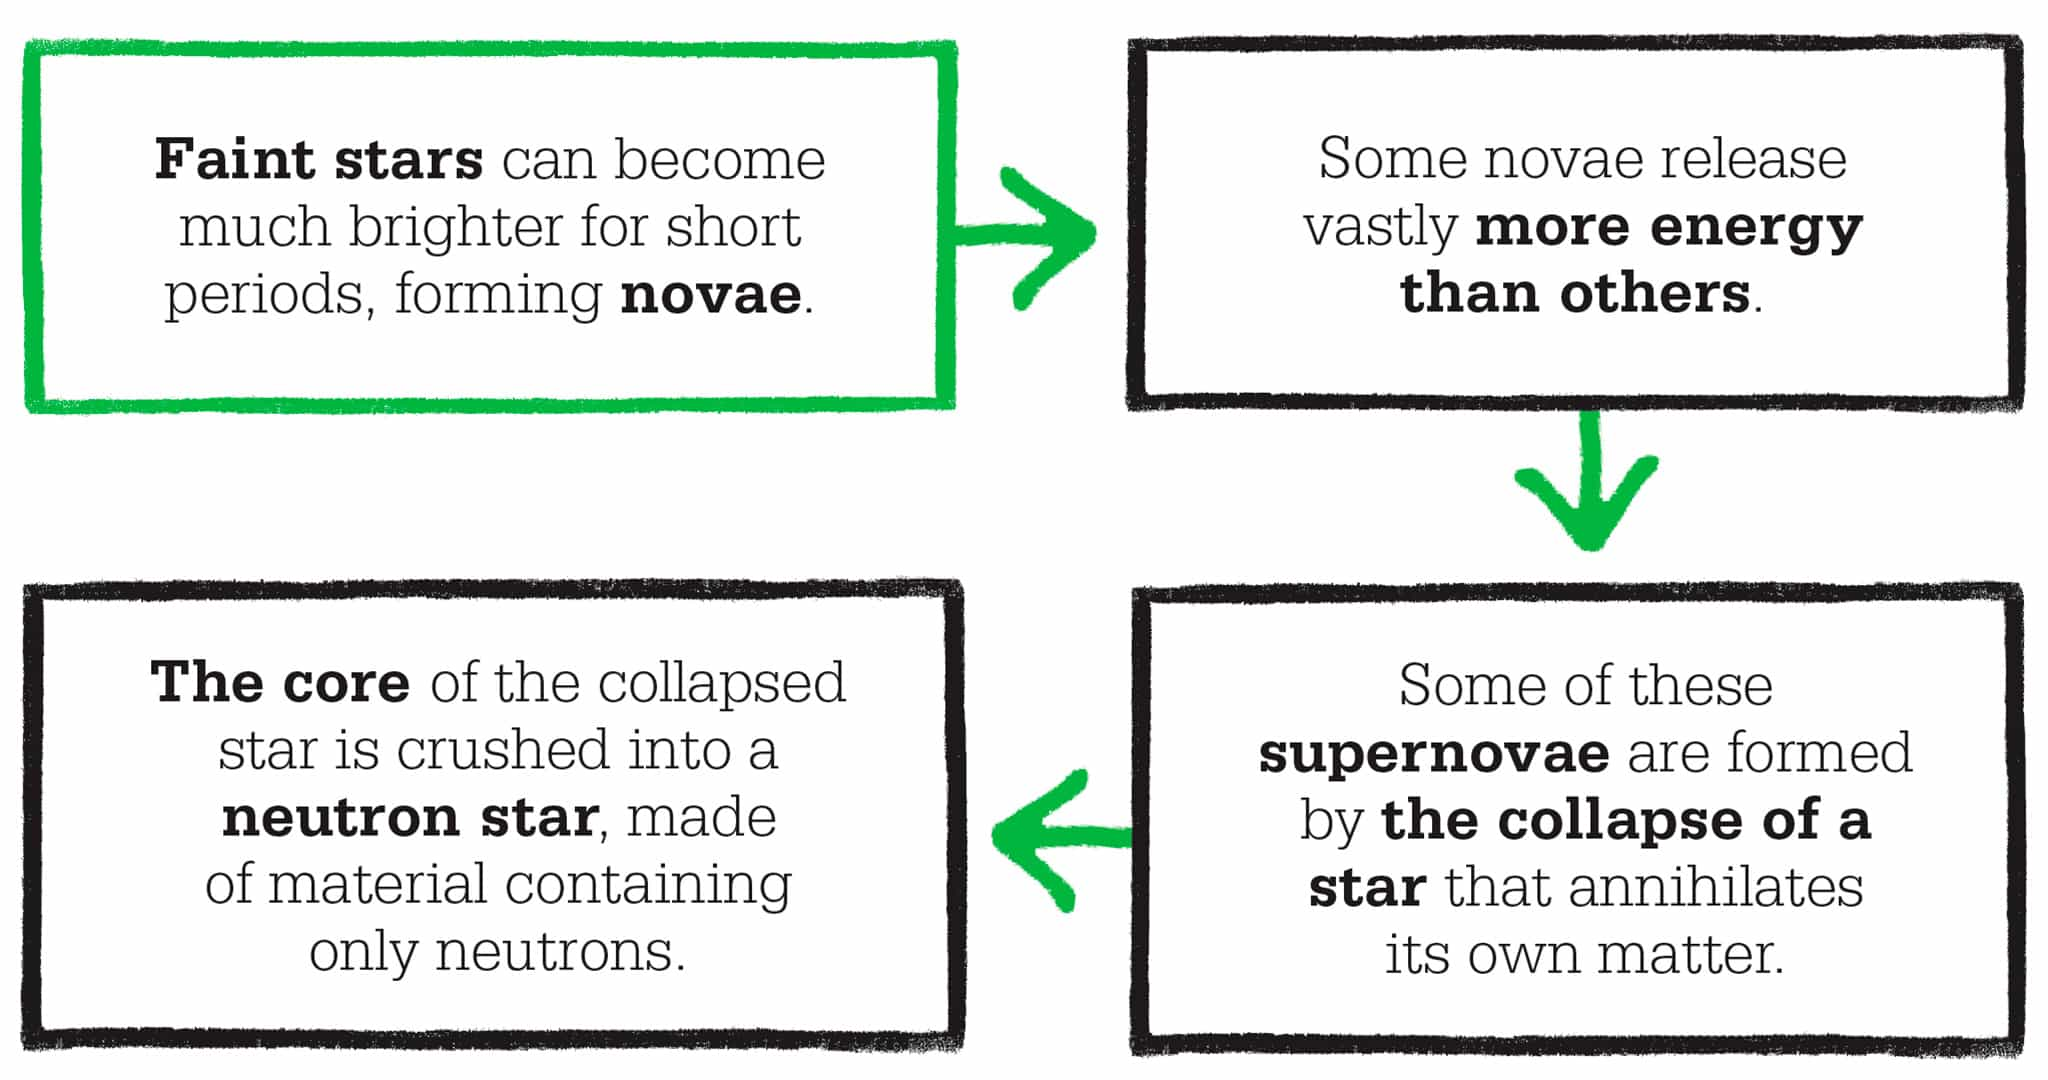 Faint stars can become
much brighter for short
periods, forming novae.
Some novae release
vastly more energy
than others.
Some of these
supernovae are formed
by the collapse of a
star that annihilates
its own matter.
The core of the collapsed
star is crushed into a
neutron star, made
of material containing
only neutrons.